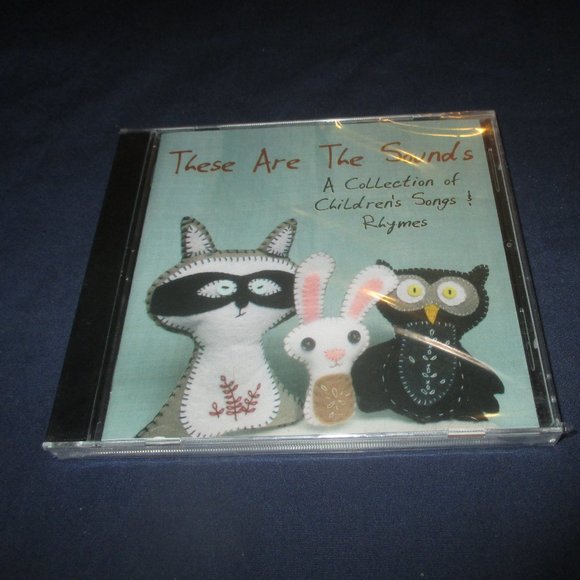 These Are The Sounds
A Collection of
Children's Songs &
Rhymes